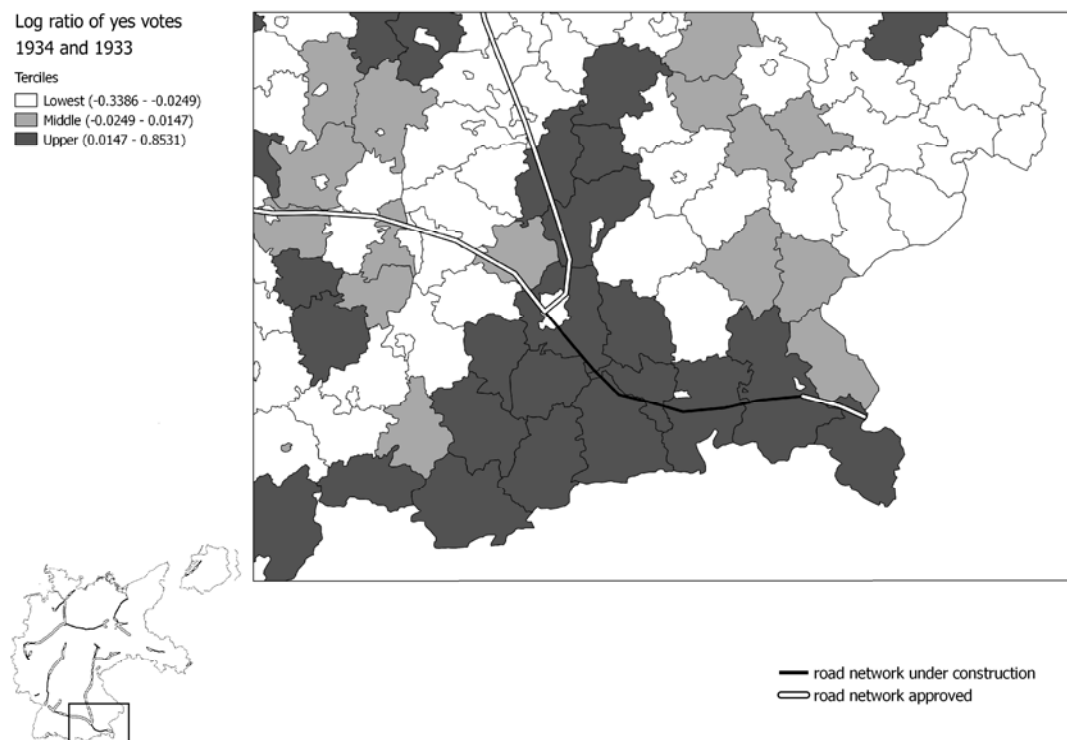 Log ratio of yes votes
1934 and 1933
Terciles
Lowest (-0.3386 - -0.0249)
Middle (-0.0249 - 0.0147)
Upper (0.0147 - 0.8531)
road network under construction
road network approved